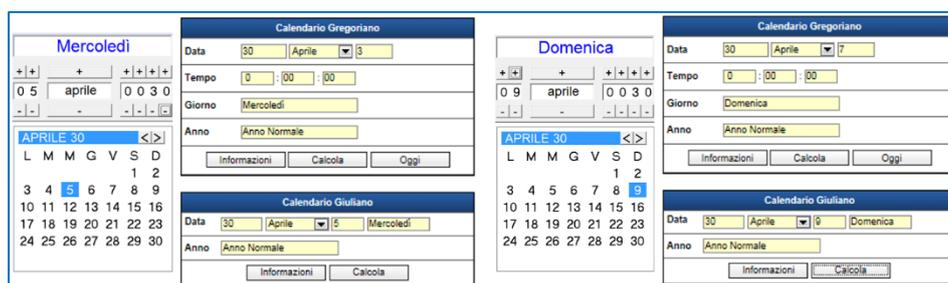 Mercoledì
+ + + + + + +
0 5 aprile 0 0 3 0
- - - - - - -
APRILE 30 < >
L M M G V S D
1 2
3 4 5 6 7 8 9
10 11 12 13 14 15 16
17 18 19 20 21 22 23
24 25 26 27 28 29 30
Calendario Gregoriano
Data 30 Aprile 3
Tempo 0 : 00 : 00
Giorno Mercoledì
Anno Anno Normale
Informazioni Calcola Oggi
Calendario Giuliano
Data 30 Aprile 5 Mercoledì
Anno Anno Normale
Informazioni Calcola
Domenica
+ + + + + + +
0 9 aprile 0 0 3 0
- - - - - - -
APRILE 30 < >
L M M G V S D
1 2
3 4 5 6 7 8 9
10 11 12 13 14 15 16
17 18 19 20 21 22 23
24 25 26 27 28 29 30
Calendario Gregoriano
Data 30 Aprile 7
Tempo 0 : 00 : 00
Giorno Domenica
Anno Anno Normale
Informazioni Calcola Oggi
Calendario Giuliano
Data 30 Aprile 9 Domenica
Anno Anno Normale
Informazioni Calcola